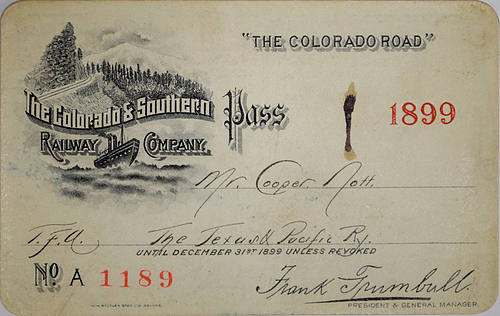 "THE COLORADO ROAD"
The Colorado & Southern
RAILWAY COMPANY.
Pass
1899
Mr. Cooper Nott.
The Texas & Pacific Ry.
UNTIL DECEMBER 31ST 1899 UNLESS REVOKED
No A 1189
Frank Trumbull.
PRESIDENT & GENERAL MANAGER.